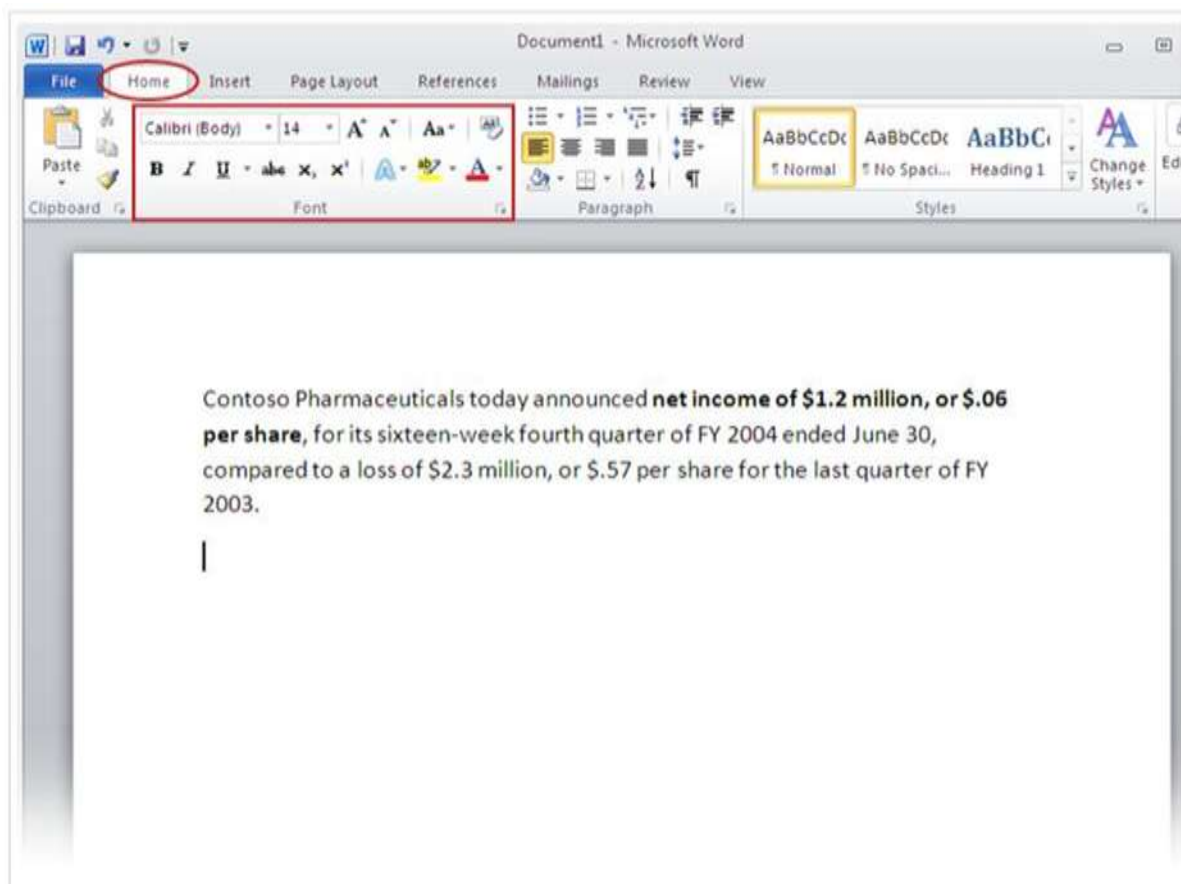 W
Document1 - Microsoft Word
File Home Insert Page Layout References Mailings Review View
Calibri (Body) 14 A A Aa
AaBbCcDc AaBbCcDc AaBbC
Paste
B I U abc x, x² ab A
¶ Normal ¶ No Spaci... Heading 1
Change Styles
Clipboard Font Paragraph Styles
Contoso Pharmaceuticals today announced net income of $1.2 million, or $.06
per share, for its sixteen-week fourth quarter of FY 2004 ended June 30,
compared to a loss of $2.3 million, or $.57 per share for the last quarter of FY
2003.